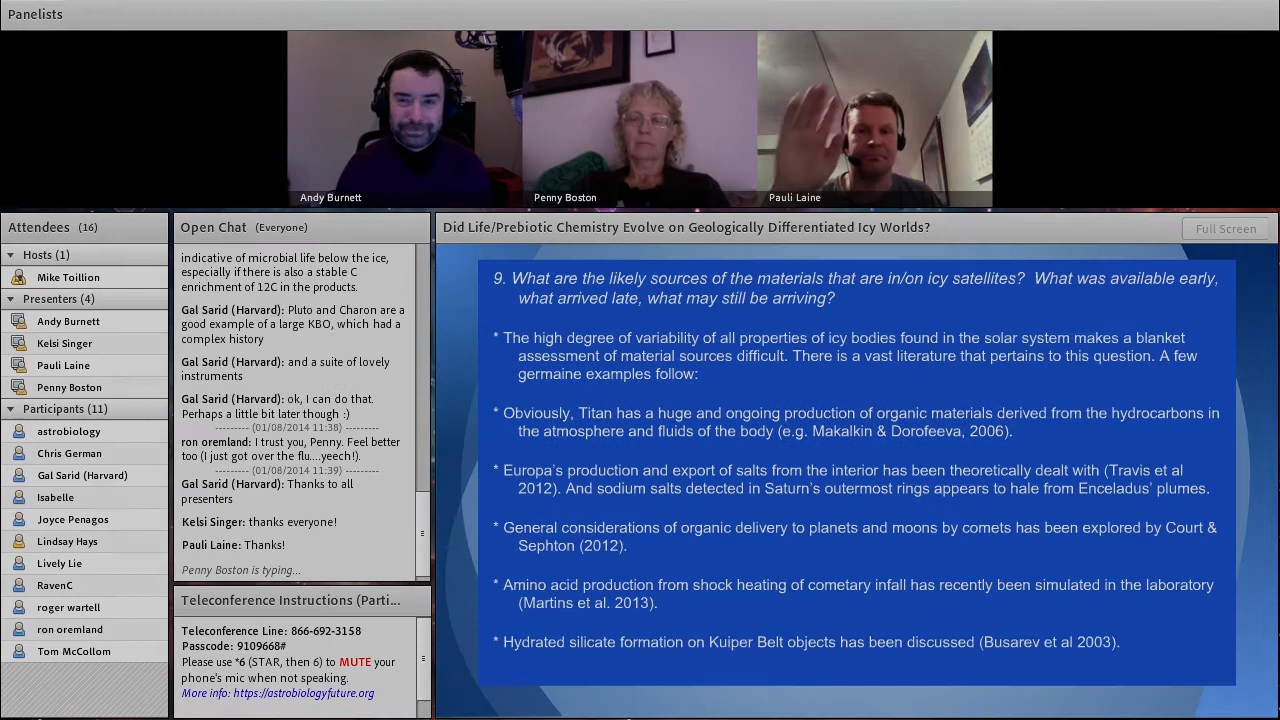 Panelists
Andy Burnett
Penny Boston
Pauli Laine
Attendees (16)
Hosts (1)
Mike Toillion
Presenters (4)
Andy Burnett
Kelsi Singer
Pauli Laine
Penny Boston
Participants (11)
astrobiology
Chris German
Gal Sarid (Harvard)
Isabelle
Joyce Penagos
Lindsay Hays
Lively Lie
RavenC
roger wartell
ron oremland
Tom McCollom
Open Chat (Everyone)
indicative of microbial life below the ice,
especially if there is also a stable C
enrichment of 12C in the products.
Gal Sarid (Harvard): Pluto and Charon are a
good example of a large KBO, which had a
complex history
Gal Sarid (Harvard): and a suite of lovely
instruments
Gal Sarid (Harvard): ok, I can do that.
Perhaps a little bit later though :)
--------- (01/08/2014 11:38) ---------
ron oremland: I trust you, Penny. Feel better
too (I just got over the flu....yeech!).
--------- (01/08/2014 11:39) ---------
Gal Sarid (Harvard): Thanks to all
presenters
Kelsi Singer: thanks everyone!
Pauli Laine: Thanks!
Penny Boston is typing...
Teleconference Instructions (Parti...
Teleconference Line: 866-692-3158
Passcode: 9109668#
Please use *6 (STAR, then 6) to MUTE your
phone's mic when not speaking.
More info: https://astrobiologyfuture.org
Did Life/Prebiotic Chemistry Evolve on Geologically Differentiated Icy Worlds?
Full Screen
9. What are the likely sources of the materials that are in/on icy satellites? What was available early,
what arrived late, what may still be arriving?
* The high degree of variability of all properties of icy bodies found in the solar system makes a blanket
assessment of material sources difficult. There is a vast literature that pertains to this question. A few
germaine examples follow:
* Obviously, Titan has a huge and ongoing production of organic materials derived from the hydrocarbons in
the atmosphere and fluids of the body (e.g. Makalkin & Dorofeeva, 2006).
* Europa's production and export of salts from the interior has been theoretically dealt with (Travis et al
2012). And sodium salts detected in Saturn's outermost rings appears to hale from Enceladus' plumes.
* General considerations of organic delivery to planets and moons by comets has been explored by Court &
Sephton (2012).
* Amino acid production from shock heating of cometary infall has recently been simulated in the laboratory
(Martins et al. 2013).
* Hydrated silicate formation on Kuiper Belt objects has been discussed (Busarev et al 2003).